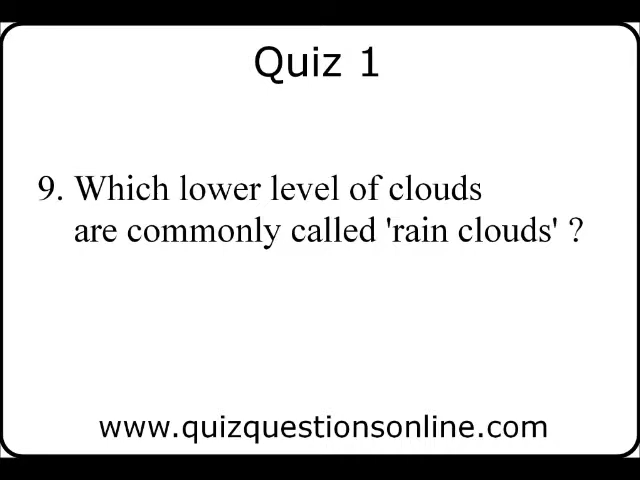 Quiz 1
9. Which lower level of clouds
are commonly called 'rain clouds' ?
www.quizquestionsonline.com